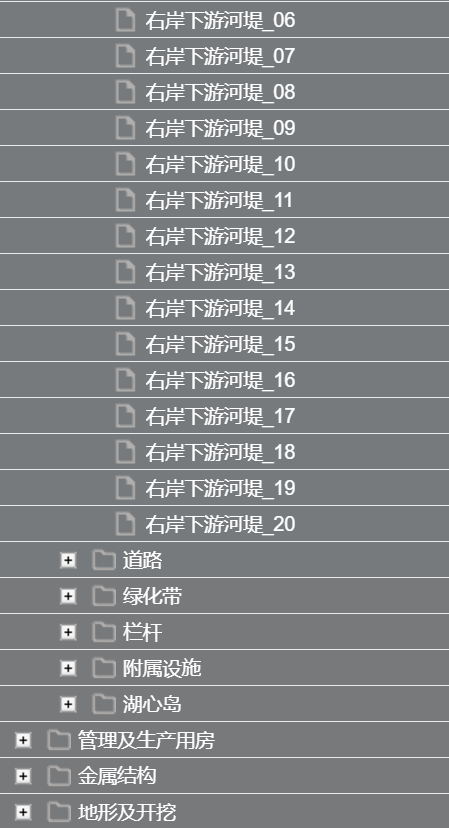 右岸下游河堤_06
右岸下游河堤_07
右岸下游河堤_08
右岸下游河堤_09
右岸下游河堤_10
右岸下游河堤_11
右岸下游河堤_12
右岸下游河堤_13
右岸下游河堤_14
右岸下游河堤_15
右岸下游河堤_16
右岸下游河堤_17
右岸下游河堤_18
右岸下游河堤_19
右岸下游河堤_20
道路
绿化带
栏杆
附属设施
湖心岛
管理及生产用房
金属结构
地形及开挖